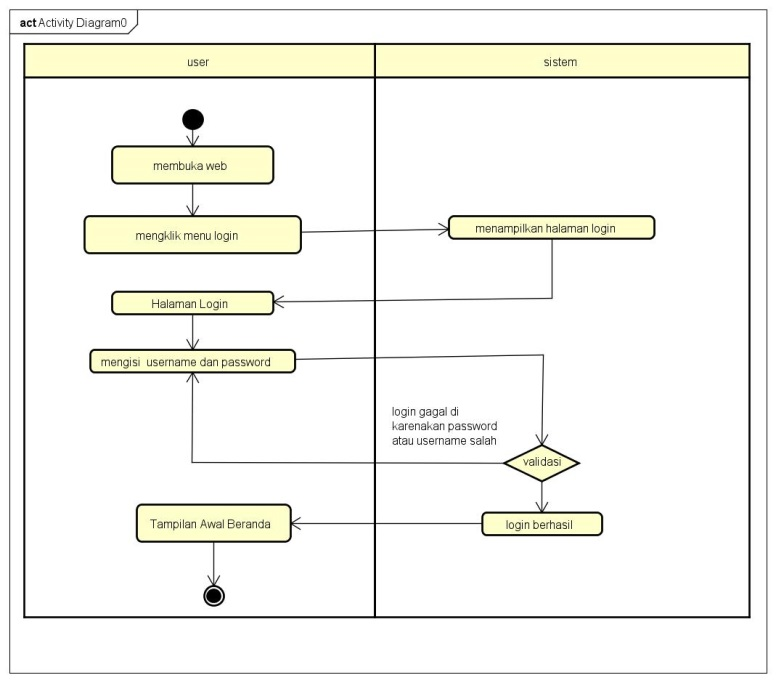 act Activity Diagram0
user
sistem
membuka web
mengklik menu login
menampilkan halaman login
Halaman Login
mengisi username dan password
login gagal di
karenakan password
atau username salah
validasi
Tampilan Awal Beranda
login berhasil